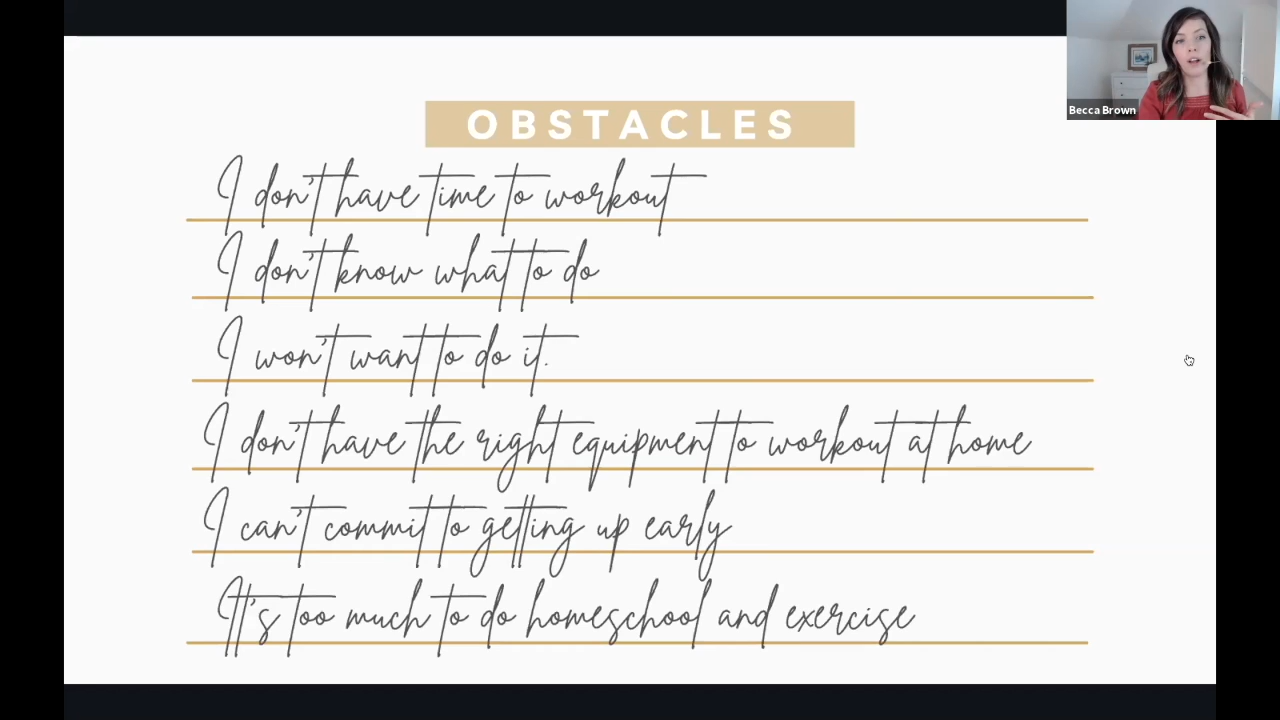 OBSTACLES
Becca Brown
I don't have time to workout
I don't know what to do
I won't want to do it.
I don't have the right equipment to workout at home
I can't commit to getting up early
It's too much to do homeschool and exercise